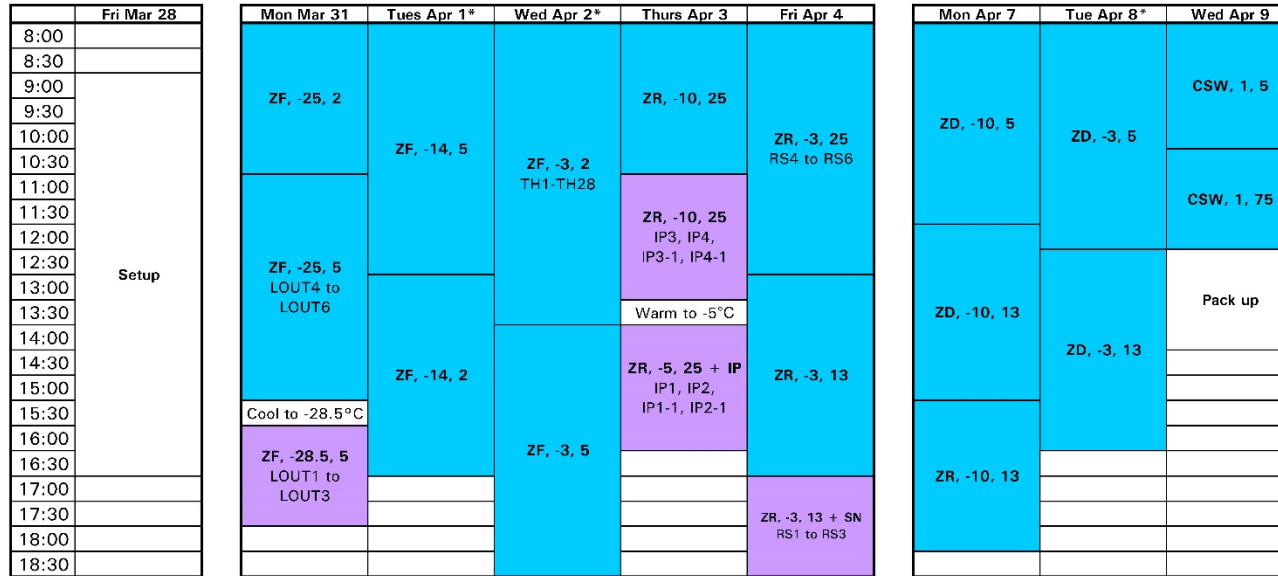 Fri Mar 28
Mon Mar 31
Tues Apr 1*
Wed Apr 2*
Thurs Apr 3
Fri Apr 4
Mon Apr 7
Tue Apr 8*
Wed Apr 9
8:00
8:30
9:00
9:30
10:00
10:30
11:00
11:30
12:00
12:30
13:00
13:30
14:00
14:30
15:00
15:30
16:00
16:30
17:00
17:30
18:00
18:30
Setup
ZF, -25, 2
ZF, -25, 5
LOUT4 to
LOUT6
Cool to -28.5°C
ZF, -28.5, 5
LOUT1 to
LOUT3
ZF, -14, 5
ZF, -14, 2
ZF, -3, 2
TH1-TH28
ZF, -3, 5
ZR, -10, 25
ZR, -10, 25
IP3, IP4,
IP3-1, IP4-1
Warm to -5°C
ZR, -5, 25 + IP
IP1, IP2,
IP1-1, IP2-1
ZR, -3, 25
RS4 to RS6
ZR, -3, 13
ZR, -3, 13 + SN
RS1 to RS3
ZD, -10, 5
ZD, -10, 13
ZR, -10, 13
ZD, -3, 5
ZD, -3, 13
CSW, 1, 5
CSW, 1, 75
Pack up